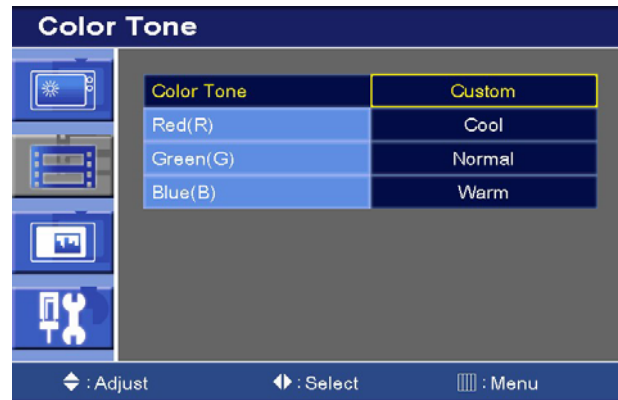 Color Tone
Color Tone Custom
Red(R) Cool
Green(G) Normal
Blue(B) Warm
: Adjust : Select : Menu